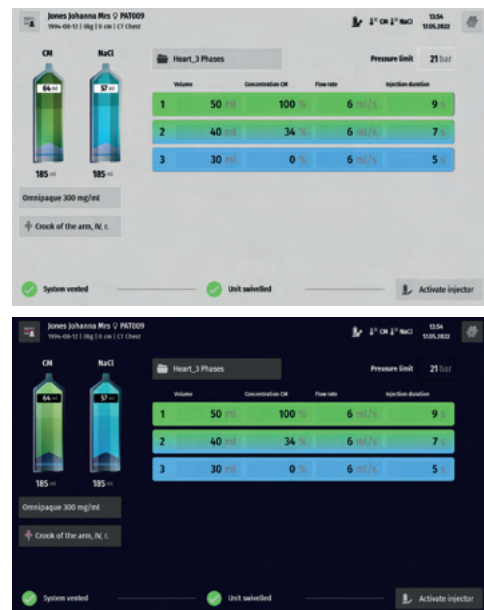 Jones Johanna Mrs ♀ PAT009
1994-08-12 | 0kg | 0 cm | CT Chest
1° CM 1° NaCl
13:54
12.05.2022
CM NaCl
64 ml 57 ml
185 ml 185 ml
Omnipaque 300 mg/ml
Crook of the arm, IV, r.
Heart_3 Phases
Pressure limit 21 bar
Volume Concentration CM Flow rate Injection duration
1 50 ml 100 % 6 ml/s 9 s
2 40 ml 34 % 6 ml/s 7 s
3 30 ml 0 % 6 ml/s 5 s
System vented Unit swivelled Activate injector
Jones Johanna Mrs ♀ PAT009
1994-08-12 | 0kg | 0 cm | CT Chest
1° CM 1° NaCl
13:54
12.05.2022
CM NaCl
64 ml 57 ml
185 ml 185 ml
Omnipaque 300 mg/ml
Crook of the arm, IV, r.
Heart_3 Phases
Pressure limit 21 bar
Volume Concentration CM Flow rate Injection duration
1 50 ml 100 % 6 ml/s 9 s
2 40 ml 34 % 6 ml/s 7 s
3 30 ml 0 % 6 ml/s 5 s
System vented Unit swivelled Activate injector